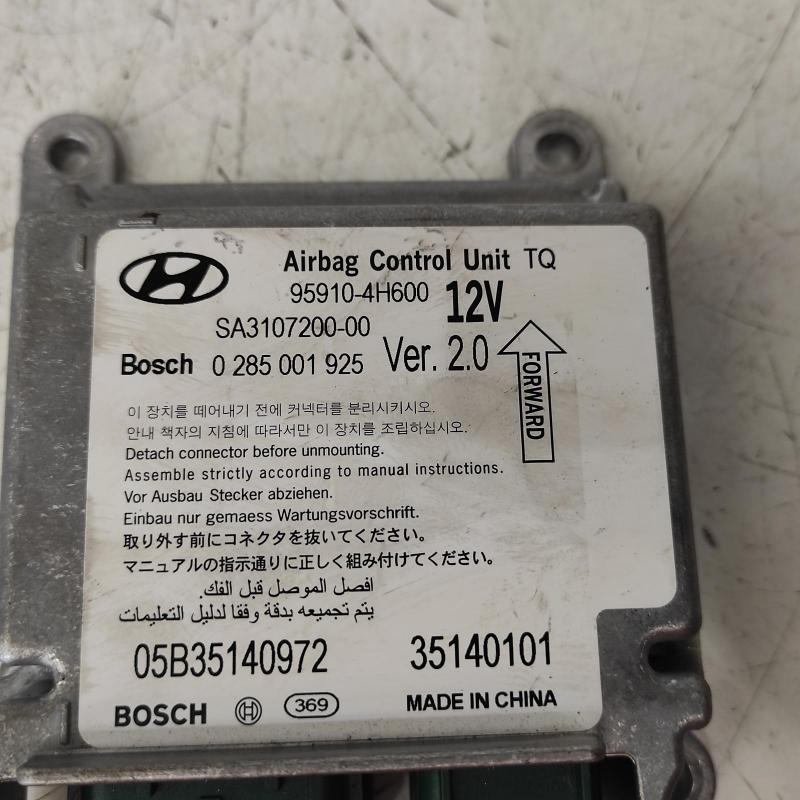 Airbag Control Unit TQ
95910-4H600 12V
SA3107200-00
Bosch 0 285 001 925 Ver. 2.0
FORWARD
이 장치를 떼어내기 전에 커넥터를 분리시키시오.
안내 책자의 지침에 따라서만 이 장치를 조립하십시오.
Detach connector before unmounting.
Assemble strictly according to manual instructions.
Vor Ausbau Stecker abziehen.
Einbau nur gemaess Wartungsvorschrift.
取り外す前にコネクタを抜いてください。
マニュアルの指示通りに正しく組み付けてください。
افصل الموصل قبل الفك.
يتم تجميعه بدقة وفقا لدليل التعليمات
05B35140972 35140101
BOSCH 369 MADE IN CHINA